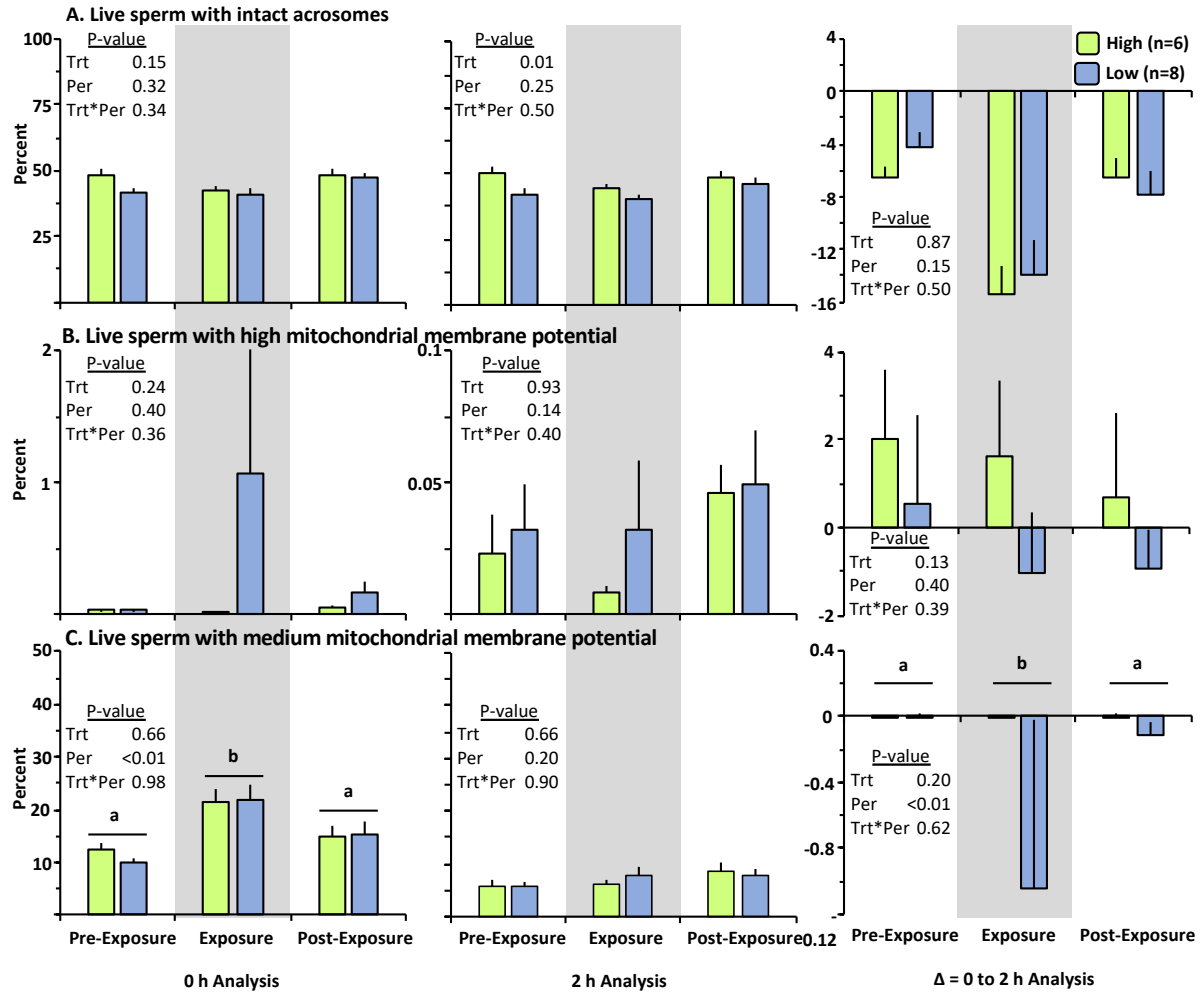 A. Live sperm with intact acrosomes
Percent
100
75
50
25
P-value
Trt 0.15
Per 0.32
Trt*Per 0.34
P-value
Trt 0.01
Per 0.25
Trt*Per 0.50
4
0
-4
-8
-12
-16
High (n=6)
Low (n=8)
P-value
Trt 0.87
Per 0.15
Trt*Per 0.50
B. Live sperm with high mitochondrial membrane potential
Percent
2
1
P-value
Trt 0.24
Per 0.40
Trt*Per 0.36
0.1
0.05
P-value
Trt 0.93
Per 0.14
Trt*Per 0.40
4
2
0
-2
P-value
Trt 0.13
Per 0.40
Trt*Per 0.39
C. Live sperm with medium mitochondrial membrane potential
Percent
50
40
30
20
10
P-value
Trt 0.66
Per <0.01
Trt*Per 0.98
a
b
a
P-value
Trt 0.66
Per 0.20
Trt*Per 0.90
0.4
0
-0.4
-0.8
-
0.12
a
b
a
P-value
Trt 0.20
Per <0.01
Trt*Per 0.62
Pre-Exposure Exposure Post-Exposure
0 h Analysis
Pre-Exposure Exposure Post-Exposure
2 h Analysis
Pre-Exposure Exposure Post-Exposure
Δ = 0 to 2 h Analysis